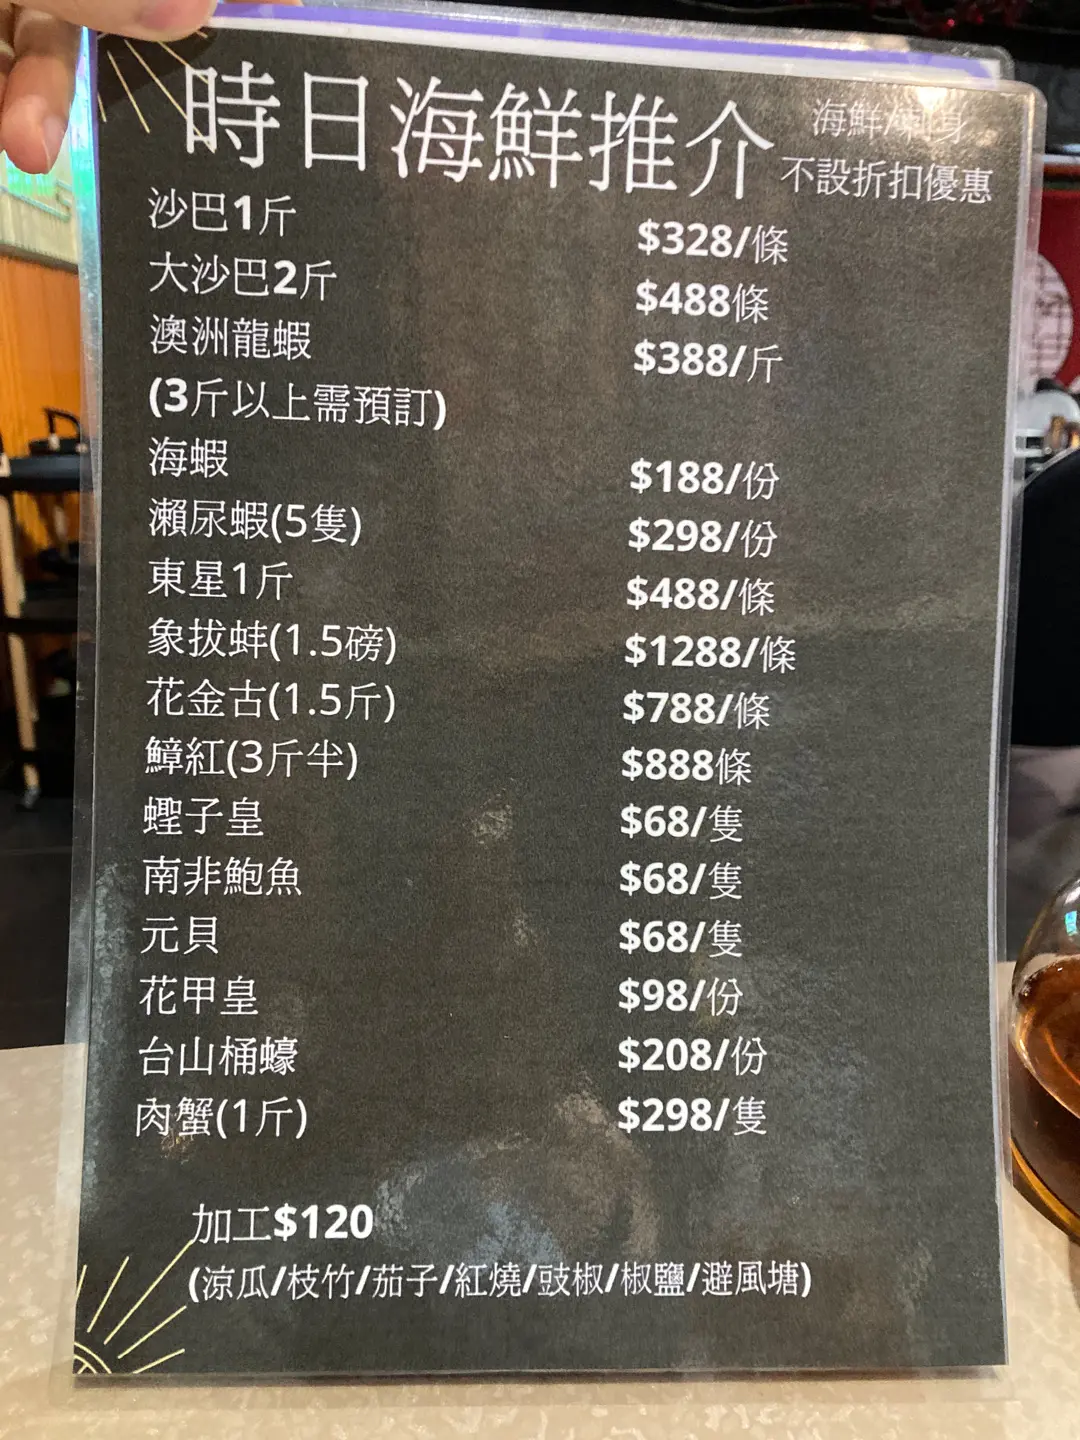 時日海鮮推介
海鮮/刺身
不設折扣優惠
沙巴1斤 $328/條
大沙巴2斤 $488條
澳洲龍蝦 $388/斤
(3斤以上需預訂)
海蝦 $188/份
瀨尿蝦(5隻) $298/份
東星1斤 $488/條
象拔蚌(1.5磅) $1288/條
花金古(1.5斤) $788/條
鱆紅(3斤半) $888條
蟶子皇 $68/隻
南非鮑魚 $68/隻
元貝 $68/隻
花甲皇 $98/份
台山桶蠔 $208/份
肉蟹(1斤) $298/隻
加工$120
(涼瓜/枝竹/茄子/紅燒/豉椒/椒鹽/避風塘)